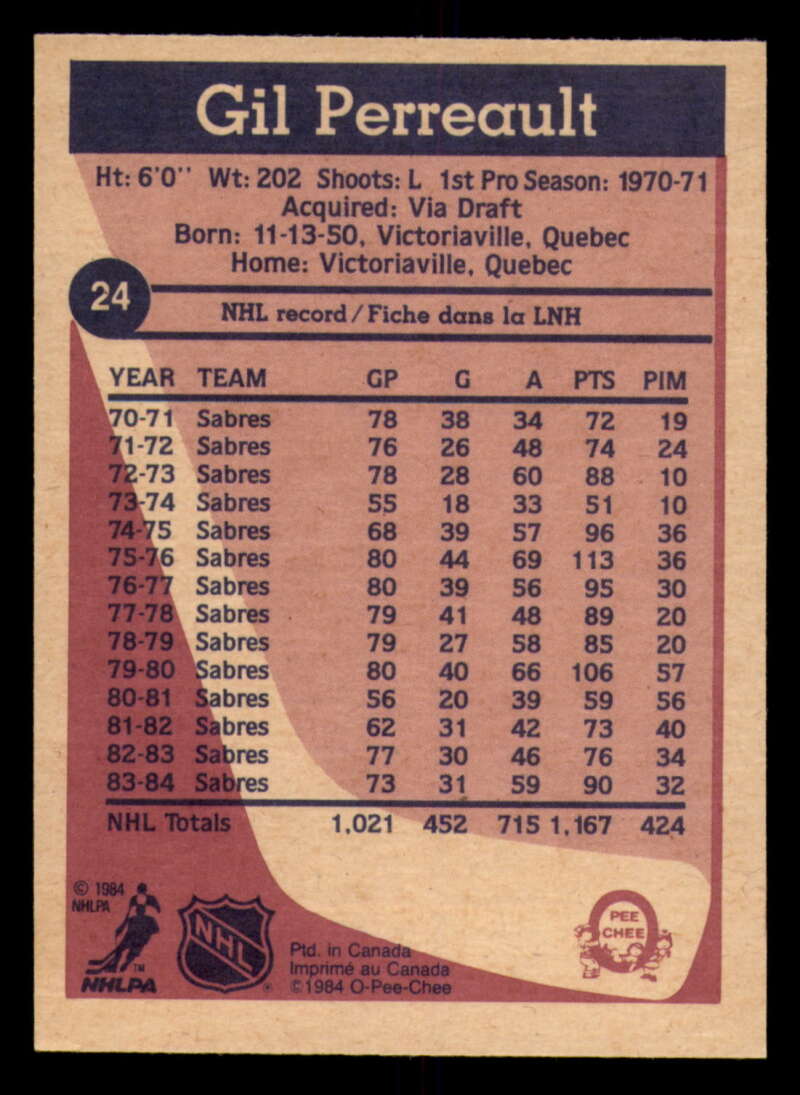 Gil Perreault
Ht: 6'0" Wt: 202 Shoots: L 1st Pro Season: 1970-71
Acquired: Via Draft
Born: 11-13-50, Victoriaville, Quebec
Home: Victoriaville, Quebec
24
NHL record/Fiche dans la LNH
YEAR TEAM GP G A PTS PIM
70-71 Sabres 78 38 34 72 19
71-72 Sabres 76 26 48 74 24
72-73 Sabres 78 28 60 88 10
73-74 Sabres 55 18 33 51 10
74-75 Sabres 68 39 57 96 36
75-76 Sabres 80 44 69 113 36
76-77 Sabres 80 39 56 95 30
77-78 Sabres 79 41 48 89 20
78-79 Sabres 79 27 58 85 20
79-80 Sabres 80 40 66 106 57
80-81 Sabres 56 20 39 59 56
81-82 Sabres 62 31 42 73 40
82-83 Sabres 77 30 46 76 34
83-84 Sabres 73 31 59 90 32
NHL Totals 1,021 452 715 1,167 424
© 1984
NHLPA
TM
NHLPA
NHL
®
Ptd. in Canada
Imprimé au Canada
©1984 O-Pee-Chee
O
PEE
CHEE